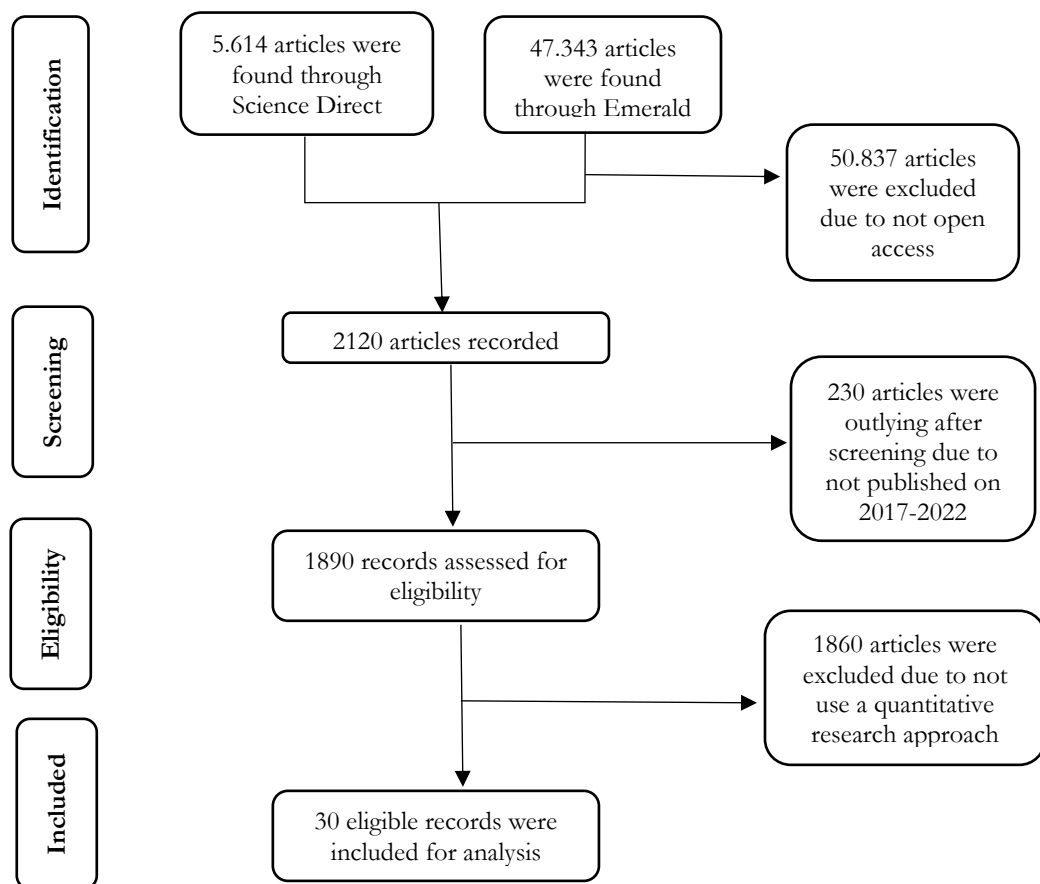 Identification
5.614 articles were
found through
Science Direct
47.343 articles
were found
through Emerald
50.837 articles
were excluded
due to not open
access
Screening
2120 articles recorded
230 articles were
outlying after
screening due to
not published on
2017-2022
Eligibility
1890 records assessed for
eligibility
1860 articles were
excluded due to not
use a quantitative
research approach
Included
30 eligible records were
included for analysis